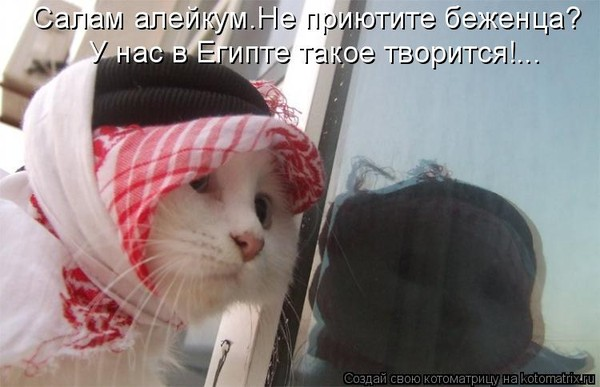 Салам алейкум.Не приютите беженца?
У нас в Египте такое творится!...
Создай свою котоматрицу на kotomatrix.ru